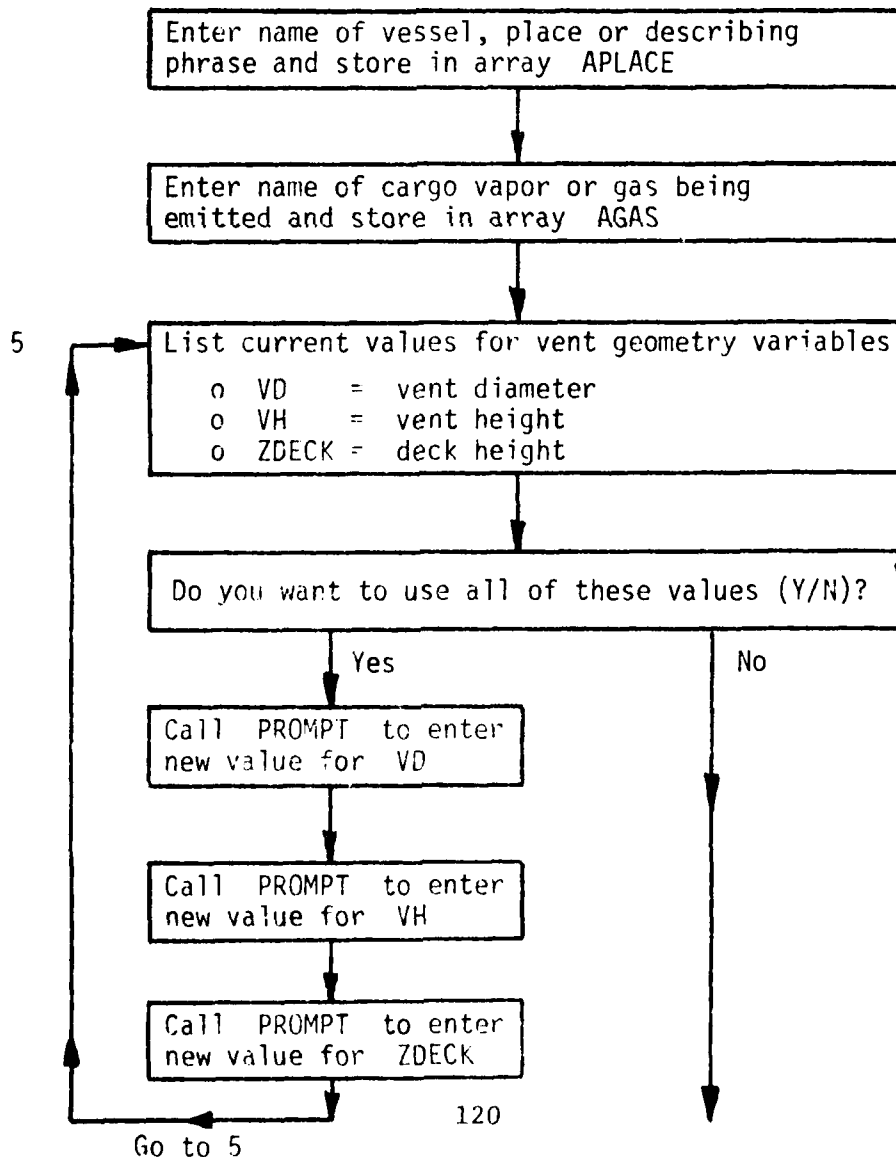 Enter name of vessel, place or describing
phrase and store in array APLACE
Enter name of cargo vapor or gas being
emitted and store in array AGAS
5
List current values for vent geometry variables
o VD = vent diameter
o VH = vent height
o ZDECK = deck height
Do you want to use all of these values (Y/N)?
Yes
No
Call PROMPT to enter
new value for VD
Call PROMPT to enter
new value for VH
Call PROMPT to enter
new value for ZDECK
120
Go to 5